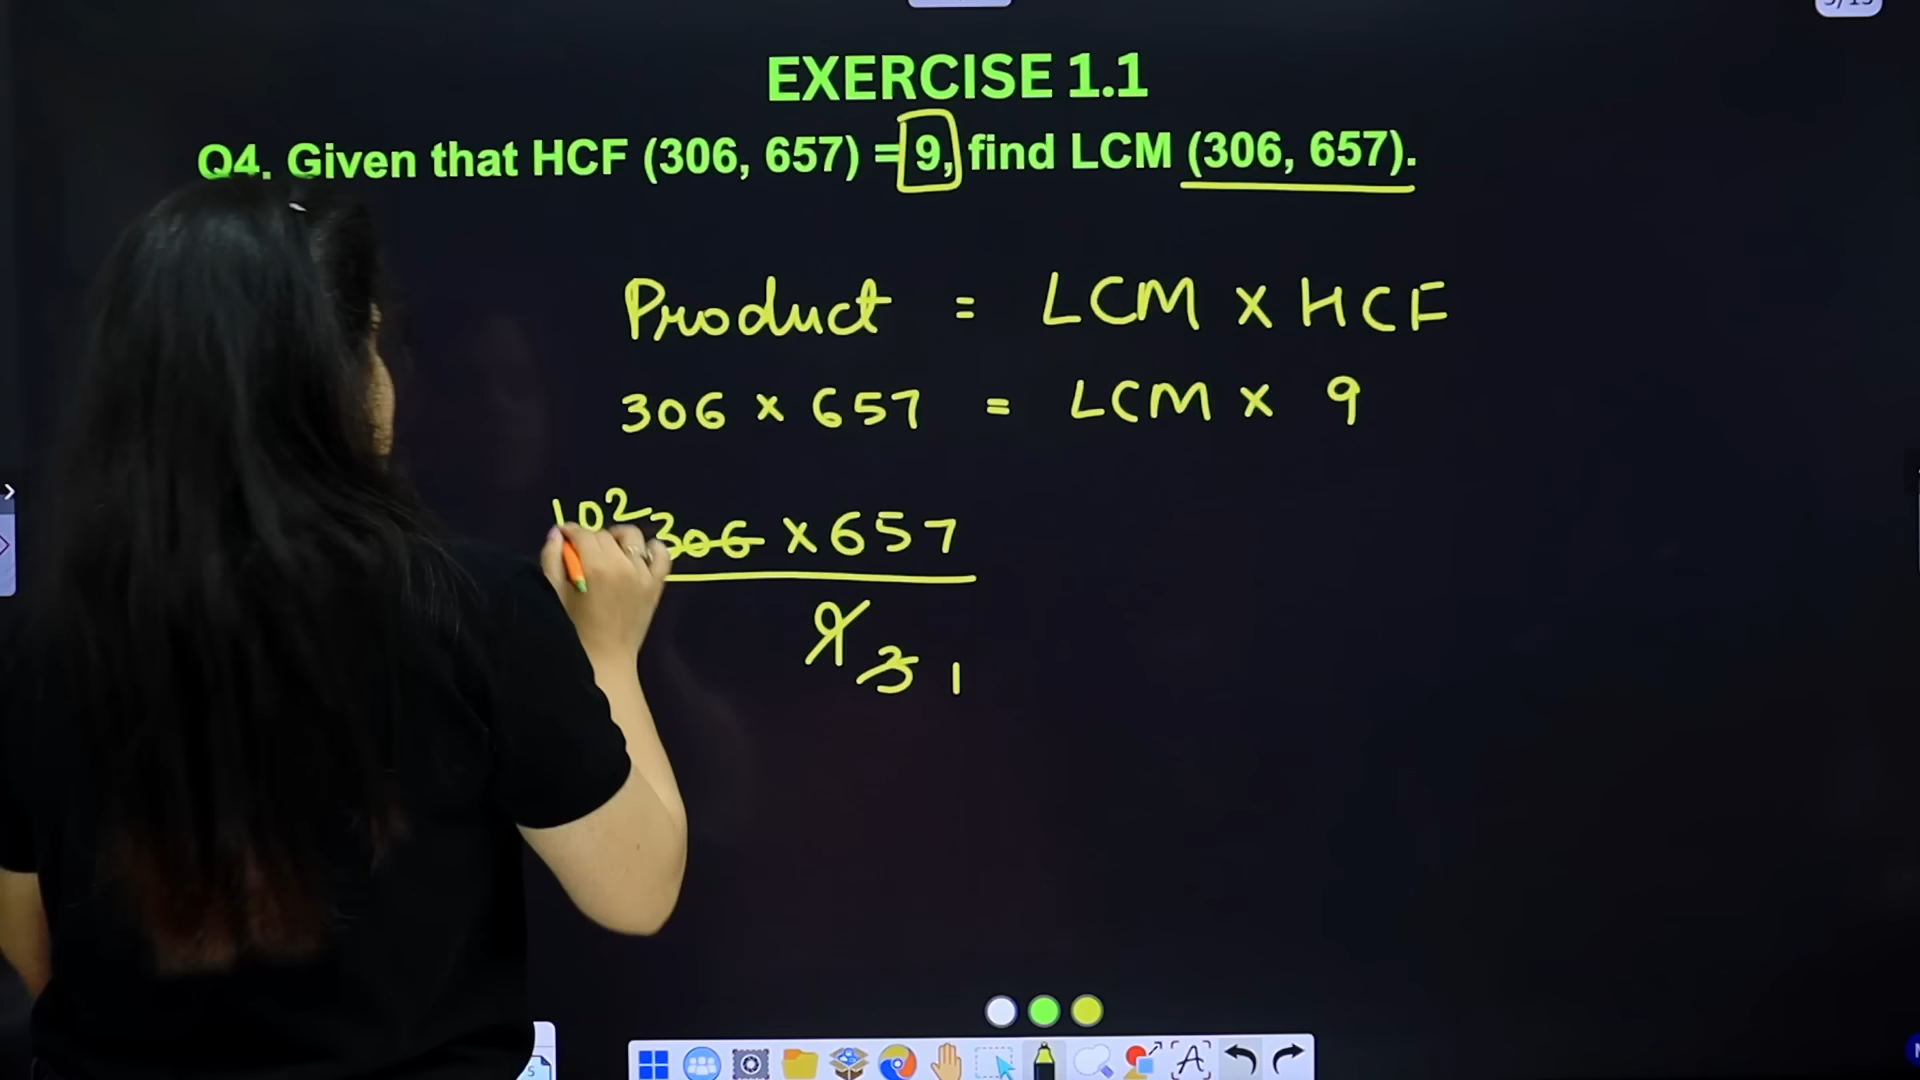 EXERCISE 1.1
Q4. Given that HCF (306, 657) = 9, find LCM (306, 657).
Product = LCM x HCF
306 x 657 = LCM x 9
102 306 x 657
9 3 1